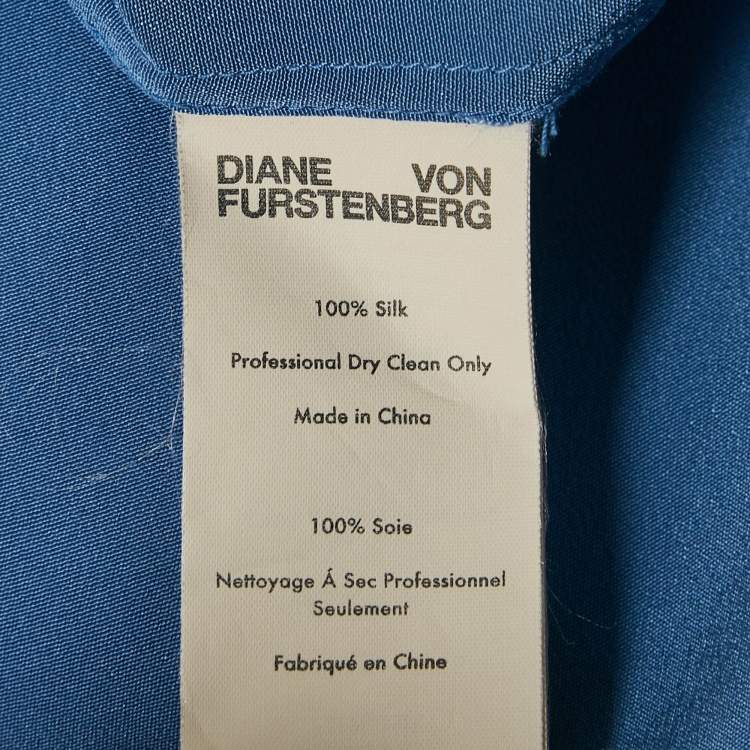 DIANE VON
FURSTENBERG
100% Silk
Professional Dry Clean Only
Made in China
100% Soie
Nettoyage Á Sec Professionnel
Seulement
Fabriqué en Chine